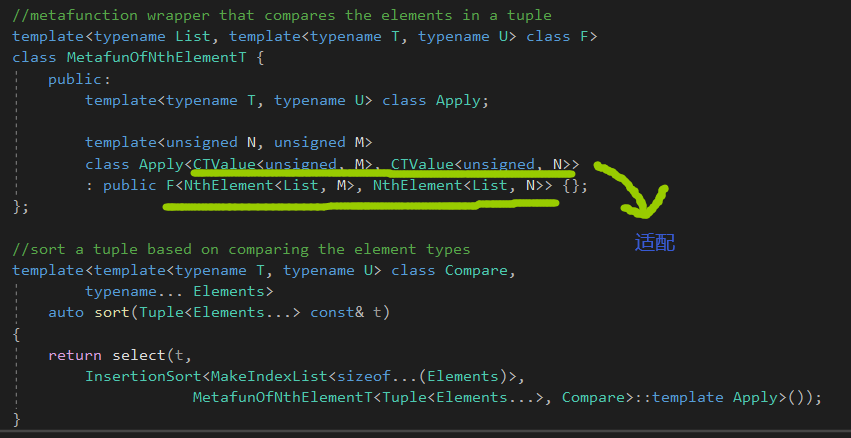 //metafunction wrapper that compares the elements in a tuple
template<typename List, template<typename T, typename U> class F>
class MetafunOfNthElementT {
public:
template<typename T, typename U> class Apply;
template<unsigned N, unsigned M>
class Apply<CTValue<unsigned, M>, CTValue<unsigned, N>>
: public F<NthElement<List, M>, NthElement<List, N>> {};
};
适配
//sort a tuple based on comparing the element types
template<template<typename T, typename U> class Compare,
typename... Elements>
auto sort(Tuple<Elements...> const& t)
{
return select(t,
InsertionSort<MakeIndexList<sizeof...(Elements)>,
MetafunOfNthElementT<Tuple<Elements...>, Compare>::template Apply>());
}